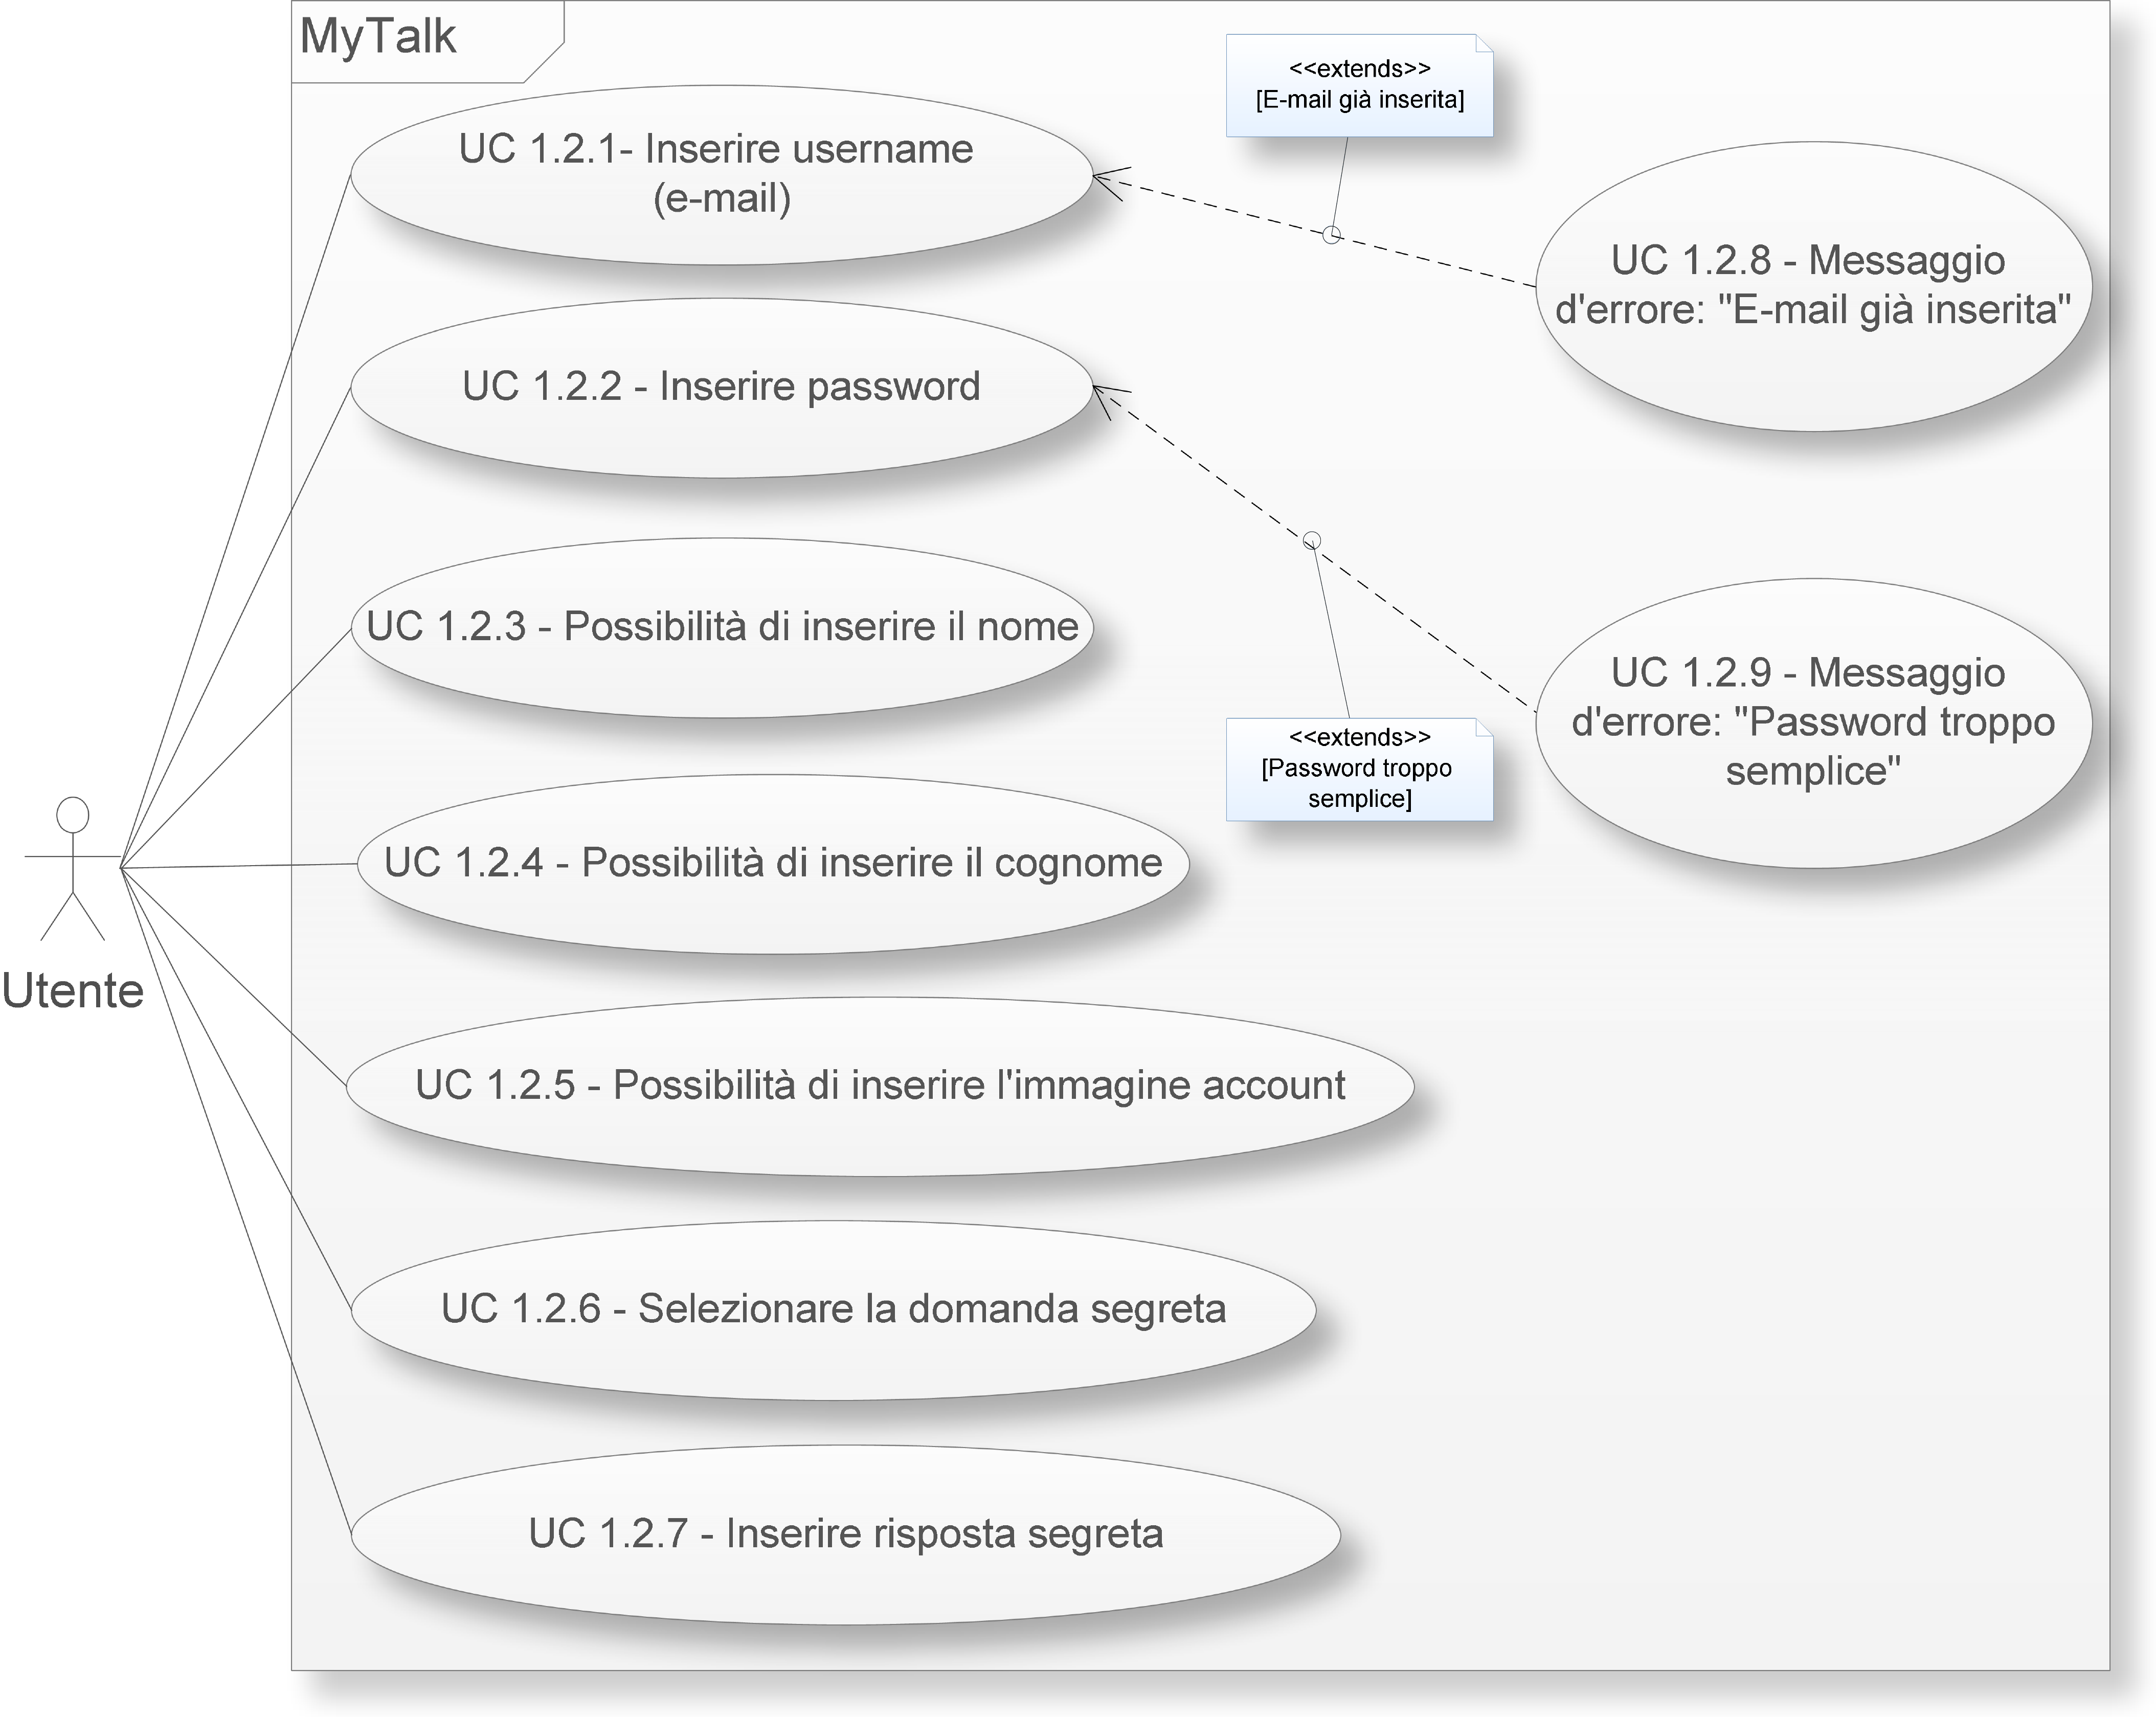 MyTalk
<<extends>>
[E-mail già inserita]
UC 1.2.1- Inserire username
(e-mail)
UC 1.2.8 - Messaggio
d'errore: "E-mail già inserita"
UC 1.2.2 - Inserire password
UC 1.2.3 - Possibilità di inserire il nome
UC 1.2.9 - Messaggio
d'errore: "Password troppo
semplice"
<<extends>>
[Password troppo
semplice]
UC 1.2.4 - Possibilità di inserire il cognome
Utente
UC 1.2.5 - Possibilità di inserire l'immagine account
UC 1.2.6 - Selezionare la domanda segreta
UC 1.2.7 - Inserire risposta segreta